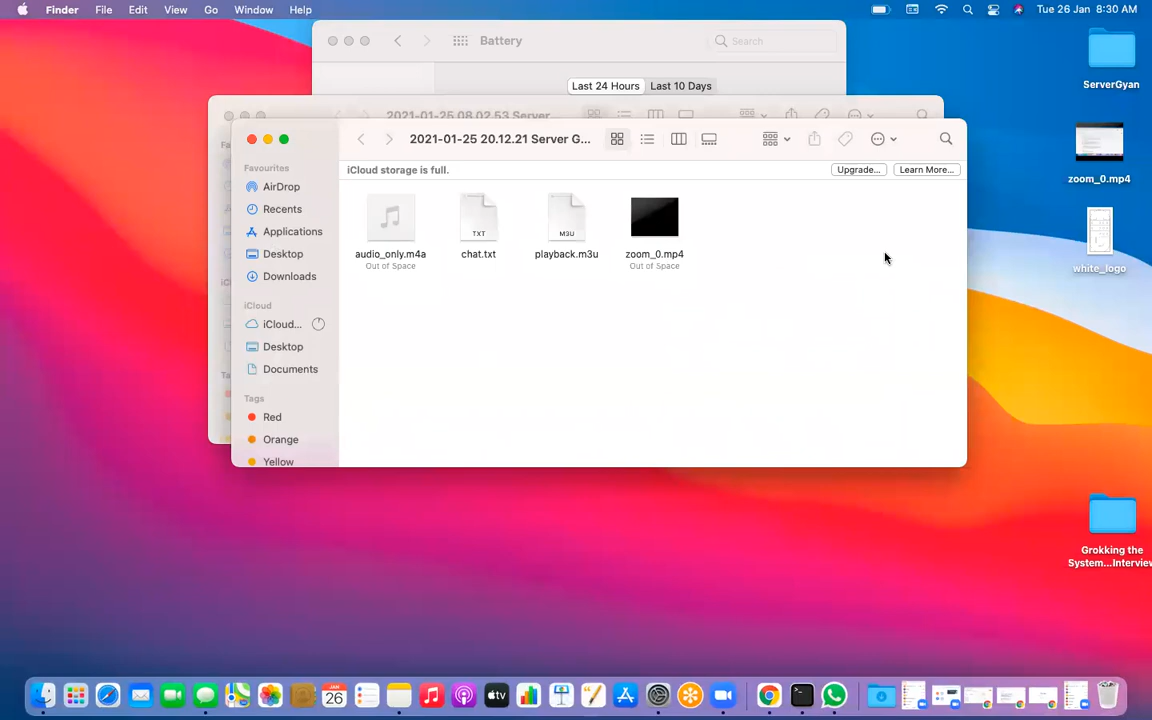 Finder File Edit View Go Window Help Tue 26 Jan 8:30 AM
Battery
Search
Last 24 Hours Last 10 Days
2021-01-25 08.02.53 Server
2021-01-25 20.12.21 Server G...
iCloud storage is full. Upgrade... Learn More...
Favourites
AirDrop
Recents
Applications
Desktop
Downloads
iCloud
iCloud...
Desktop
Documents
Tags
Red
Orange
Yellow
TXT
M3U
audio_only.m4a chat.txt playback.m3u zoom_0.mp4
Out of Space Out of Space
ServerGyan
zoom_0.mp4
white_logo
Grokking the
System...Interview
JAN
26
tv